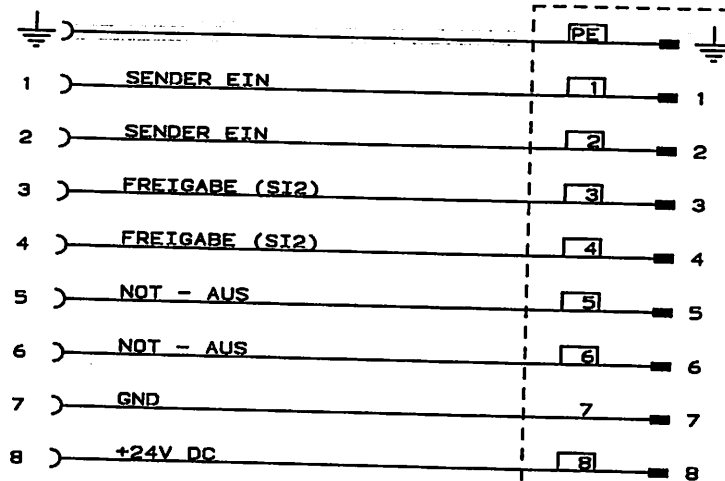 PE
1 SENDER EIN 1 1
2 SENDER EIN 2 2
3 FREIGABE (SI2) 3 3
4 FREIGABE (SI2) 4 4
5 NOT - AUS 5 5
6 NOT - AUS 6 6
7 GND 7 7
8 +24V DC 8 8